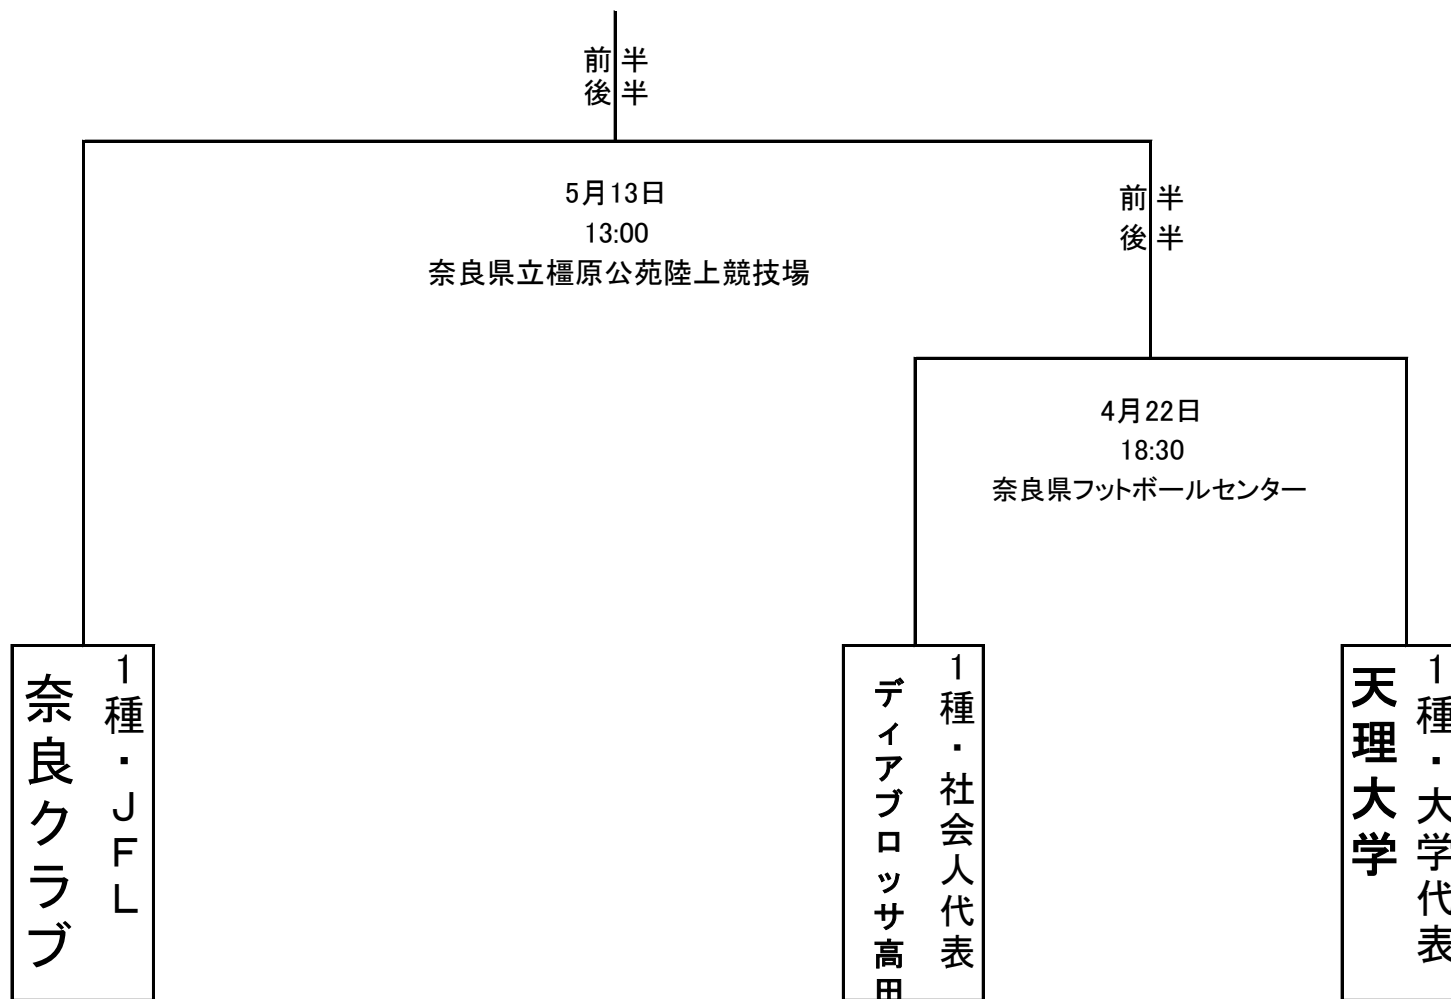 前半
後半
5月13日
13:00
奈良県立橿原公苑陸上競技場
前半
後半
4月22日
18:30
奈良県フットボールセンター
1種・JFL
奈良クラブ
1種・社会人代表
ディアブロッサ高田
1種・大学代表
天理大学